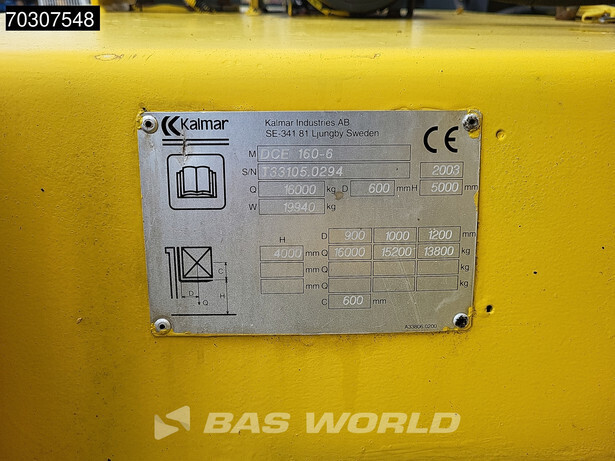 70307548
Kalmar
Kalmar Industries AB
SE-341 81 Ljungby Sweden
CE
M DCE 160-6
S/N T33105.0294 2003
Q 16000 kg D 600 mm H 5000 mm
W 19940 kg
H D 900 1000 1200 mm
4000 mm Q 16000 15200 13800 kg
mm Q
mm Q
C 600 mm
C
D
H
Q
A33806.0200
BAS WORLD